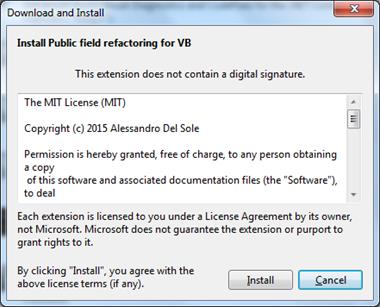 Download and Install
Install Public field refactoring for VB
This extension does not contain a digital signature.
The MIT License (MIT)
Copyright (c) 2015 Alessandro Del Sole
Permission is hereby granted, free of charge, to any person obtaining
a copy
of this software and associated documentation files (the "Software"),
to deal
Each extension is licensed to you under a License Agreement by its owner,
not Microsoft. Microsoft does not guarantee the extension or purport to
grant rights to it.
By clicking "Install", you agree with the
above license terms (if any).
Install
Cancel